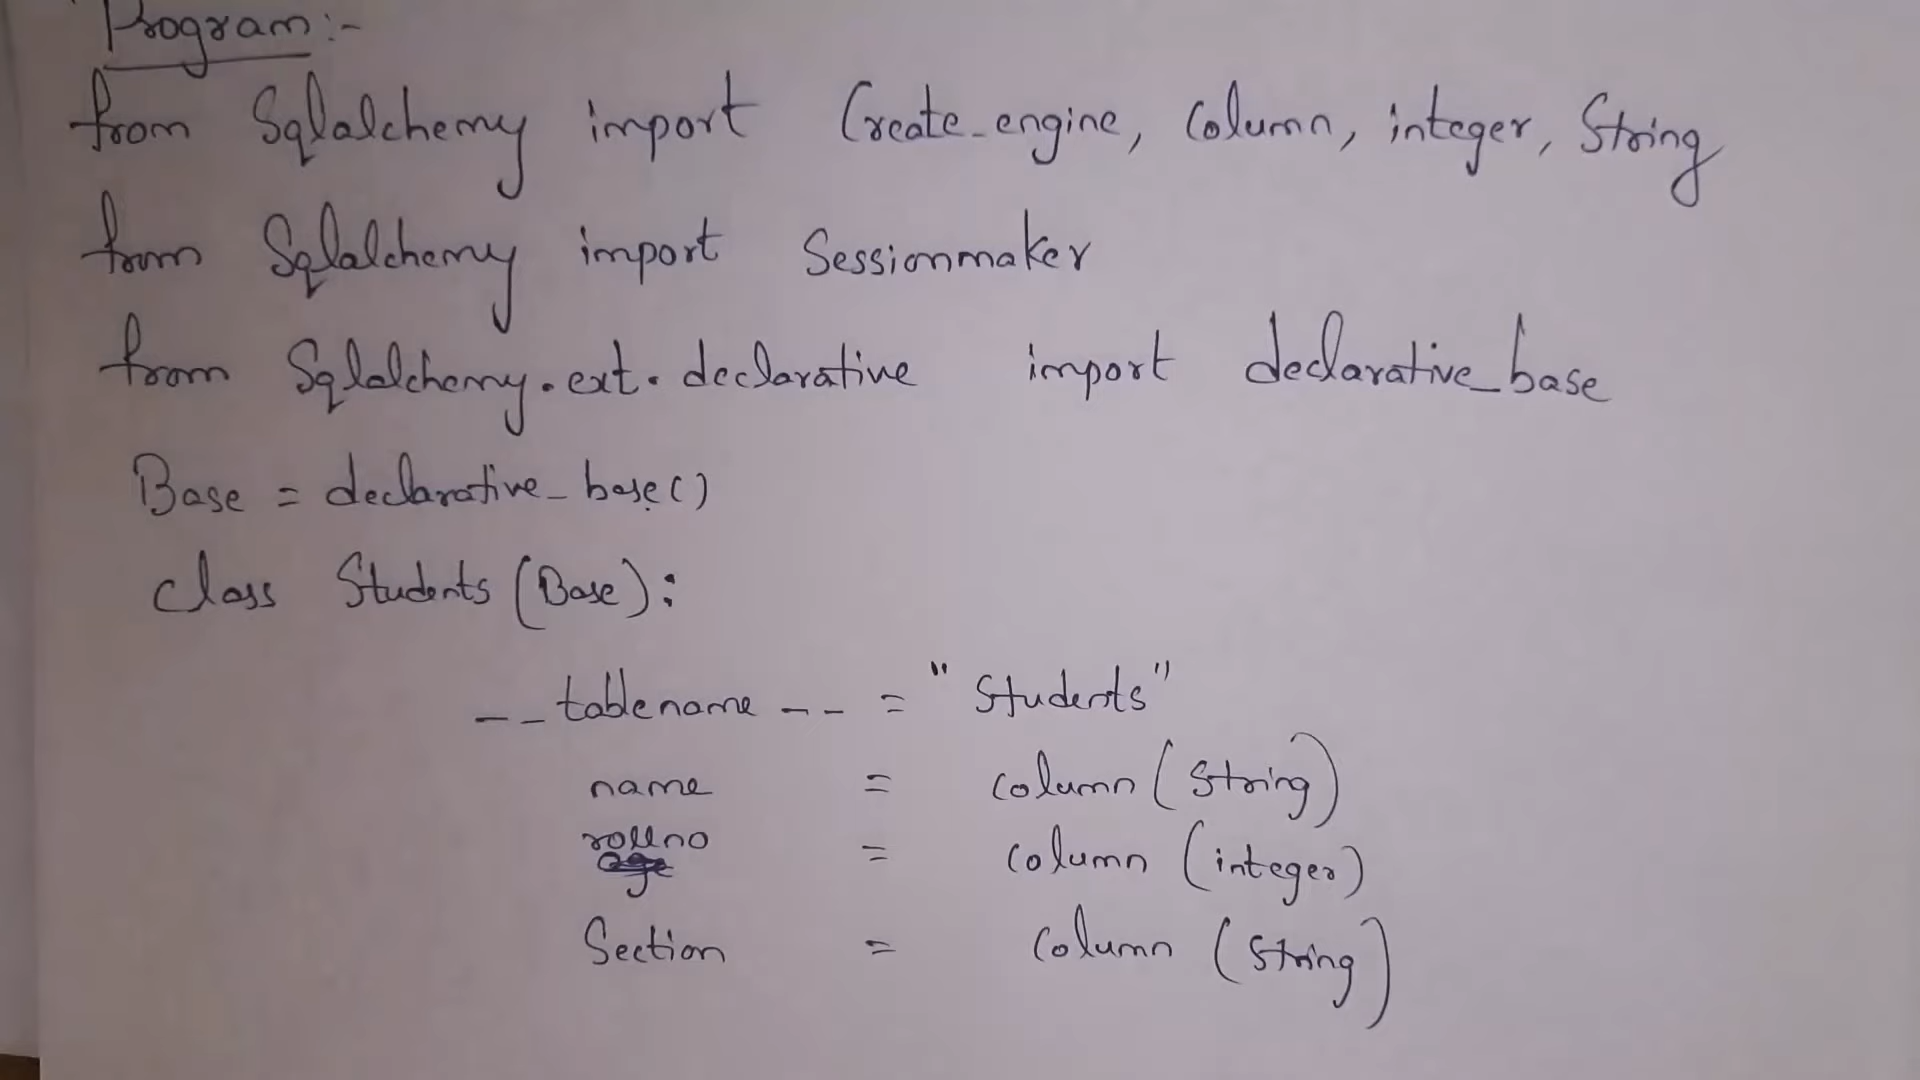 Program:-
from Sqlalchemy import Create_engine, Column, integer, String
from Sqlalchemy import Sessionmaker
from Sqlalchemy.ext.declarative import declarative_base
Base = declarative_base()
class Students (Base):
__tablename__ = "Students"
name = column (String)
rollno = column (integer)
Section = column (String)